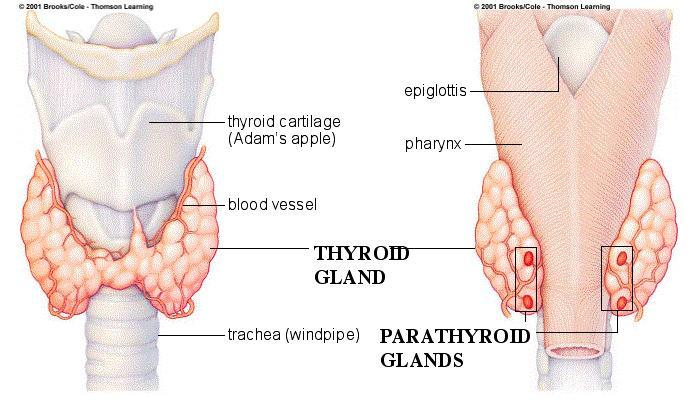 © 2001 Brooks/Cole - Thomson Learning
© 2001 Brooks/Cole - Thomson Learning
thyroid cartilage
(Adam's apple)
blood vessel
THYROID
GLAND
trachea (windpipe)
epiglottis
pharynx
PARATHYROID
GLANDS